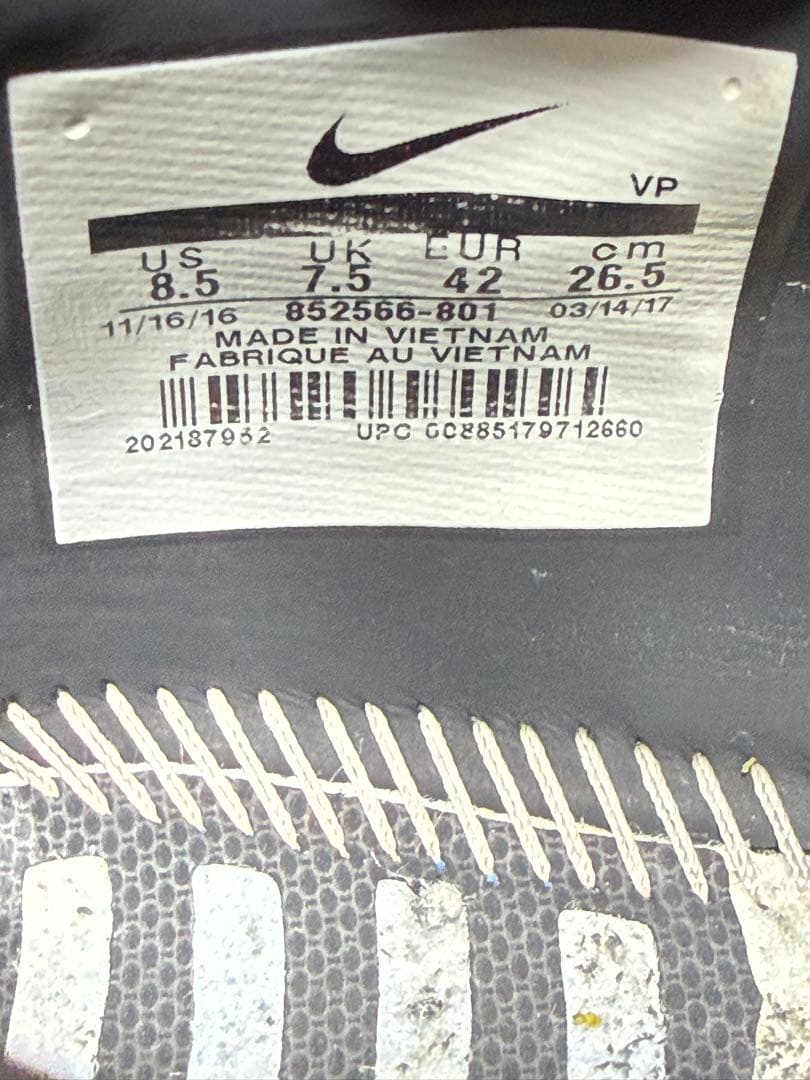 VP
US UK EUR cm
8.5 7.5 42 26.5
11/16/16 852566-801 03/14/17
MADE IN VIETNAM
FABRIQUE AU VIETNAM
202187932 UPC 00885179712660